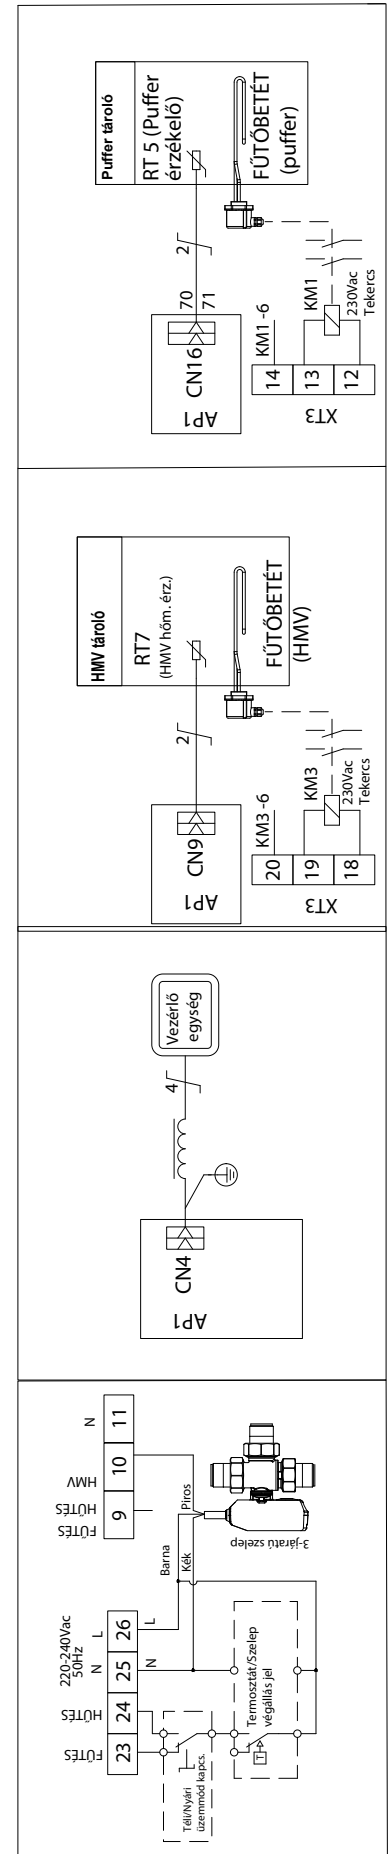 Puffer tároló
RT 5 (Puffer
érzékelő)
FŰTŐBETÉT
(puffer)
2
70
71
CN16
AP1
KM1 -6
KM1
230Vac
Tekercs
14
13
12
XT3
HMV tároló
RT7
(HMV hőm. érz.)
FŰTŐBETÉT
(HMV)
2
CN9
AP1
KM3 -6
KM3
230Vac
Tekercs
20
19
18
XT3
Vezérlő
egység
4
CN4
AP1
N
HMV
HŰTÉS
FŰTÉS
11
10
9
Piros
Barna
Kék
3-járatú szelep
220-240Vac
50Hz
L
N
HŰTÉS
FŰTÉS
26
25
24
23
L
N
Termosztát/Szelep
végállás jel
T
Téli/Nyári
üzemmód kapcs.